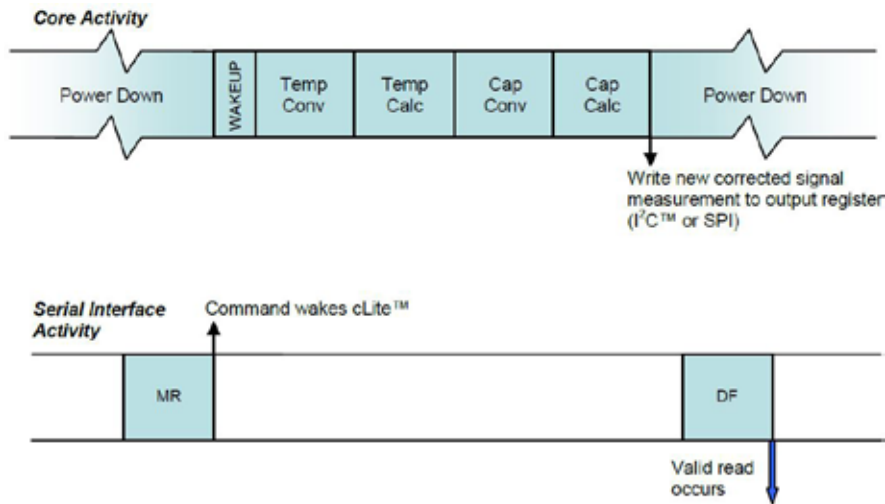 Core Activity
Power Down
WAKEUP
Temp
Conv
Temp
Calc
Cap
Conv
Cap
Calc
Power Down
Write new corrected signal
measurement to output register
(I²C™ or SPI)
Serial Interface
Activity
Command wakes cLite™
MR
DF
Valid read
occurs